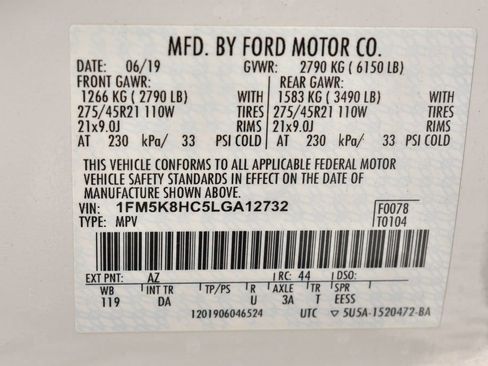 MFD. BY FORD MOTOR CO.
DATE: 06/19 GVWR: 2790 KG ( 6150 LB)
FRONT GAWR: REAR GAWR:
1266 KG ( 2790 LB) WITH 1583 KG ( 3490 LB) WITH
275/45R21 110W TIRES 275/45R21 110W TIRES
21x9.0J RIMS 21x9.0J RIMS
AT 230 kPa/ 33 PSI COLD AT 230 kPa/ 33 PSI COLD
THIS VEHICLE CONFORMS TO ALL APPLICABLE FEDERAL MOTOR
VEHICLE SAFETY STANDARDS IN EFFECT ON THE DATE OF
MANUFACTURE SHOWN ABOVE.
VIN: 1FM5K8HC5LGA12732 F0078
TYPE: MPV T0104
EXT PNT: AZ RC: 44 DSO:
WB INT TR TP/PS R AXLE TR SPR
119 DA U 3A T EESS
1201906046524 UTC ▽ 5U5A-1520472-BA